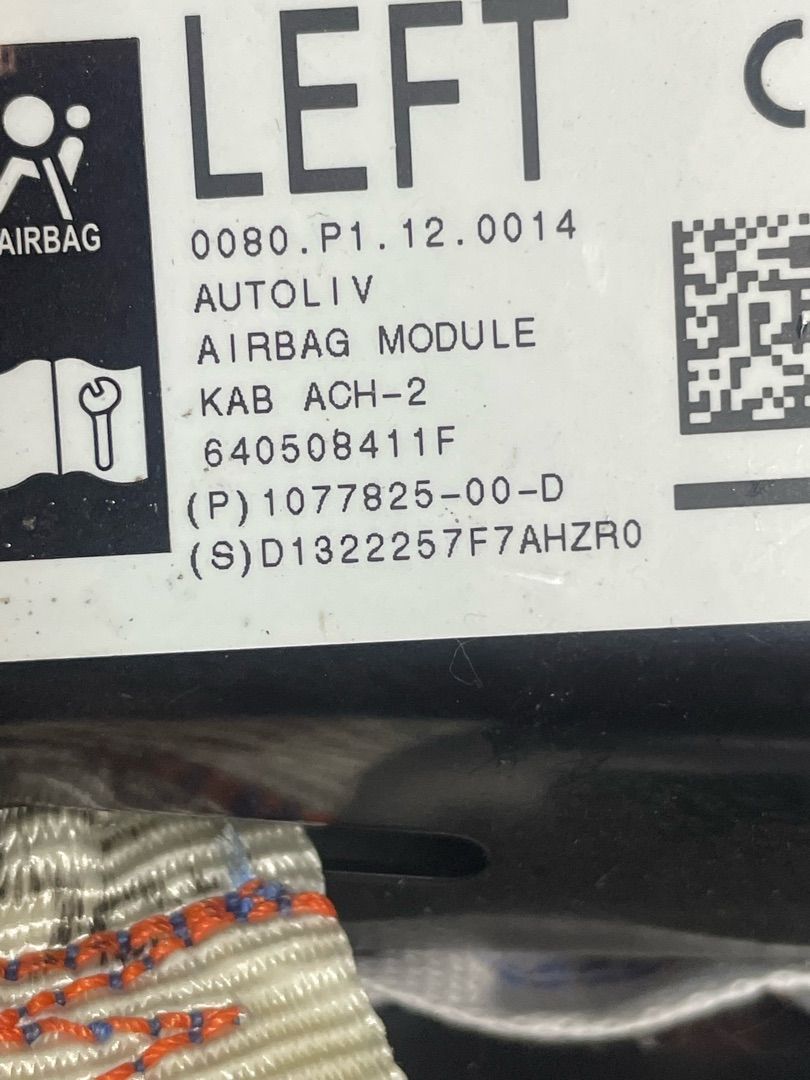 LEFT
C
AIRBAG
0080.P1.12.0014
AUTOLIV
AIRBAG MODULE
KAB ACH-2
640508411F
(P)1077825-00-D
(S)D1322257F7AHZR0